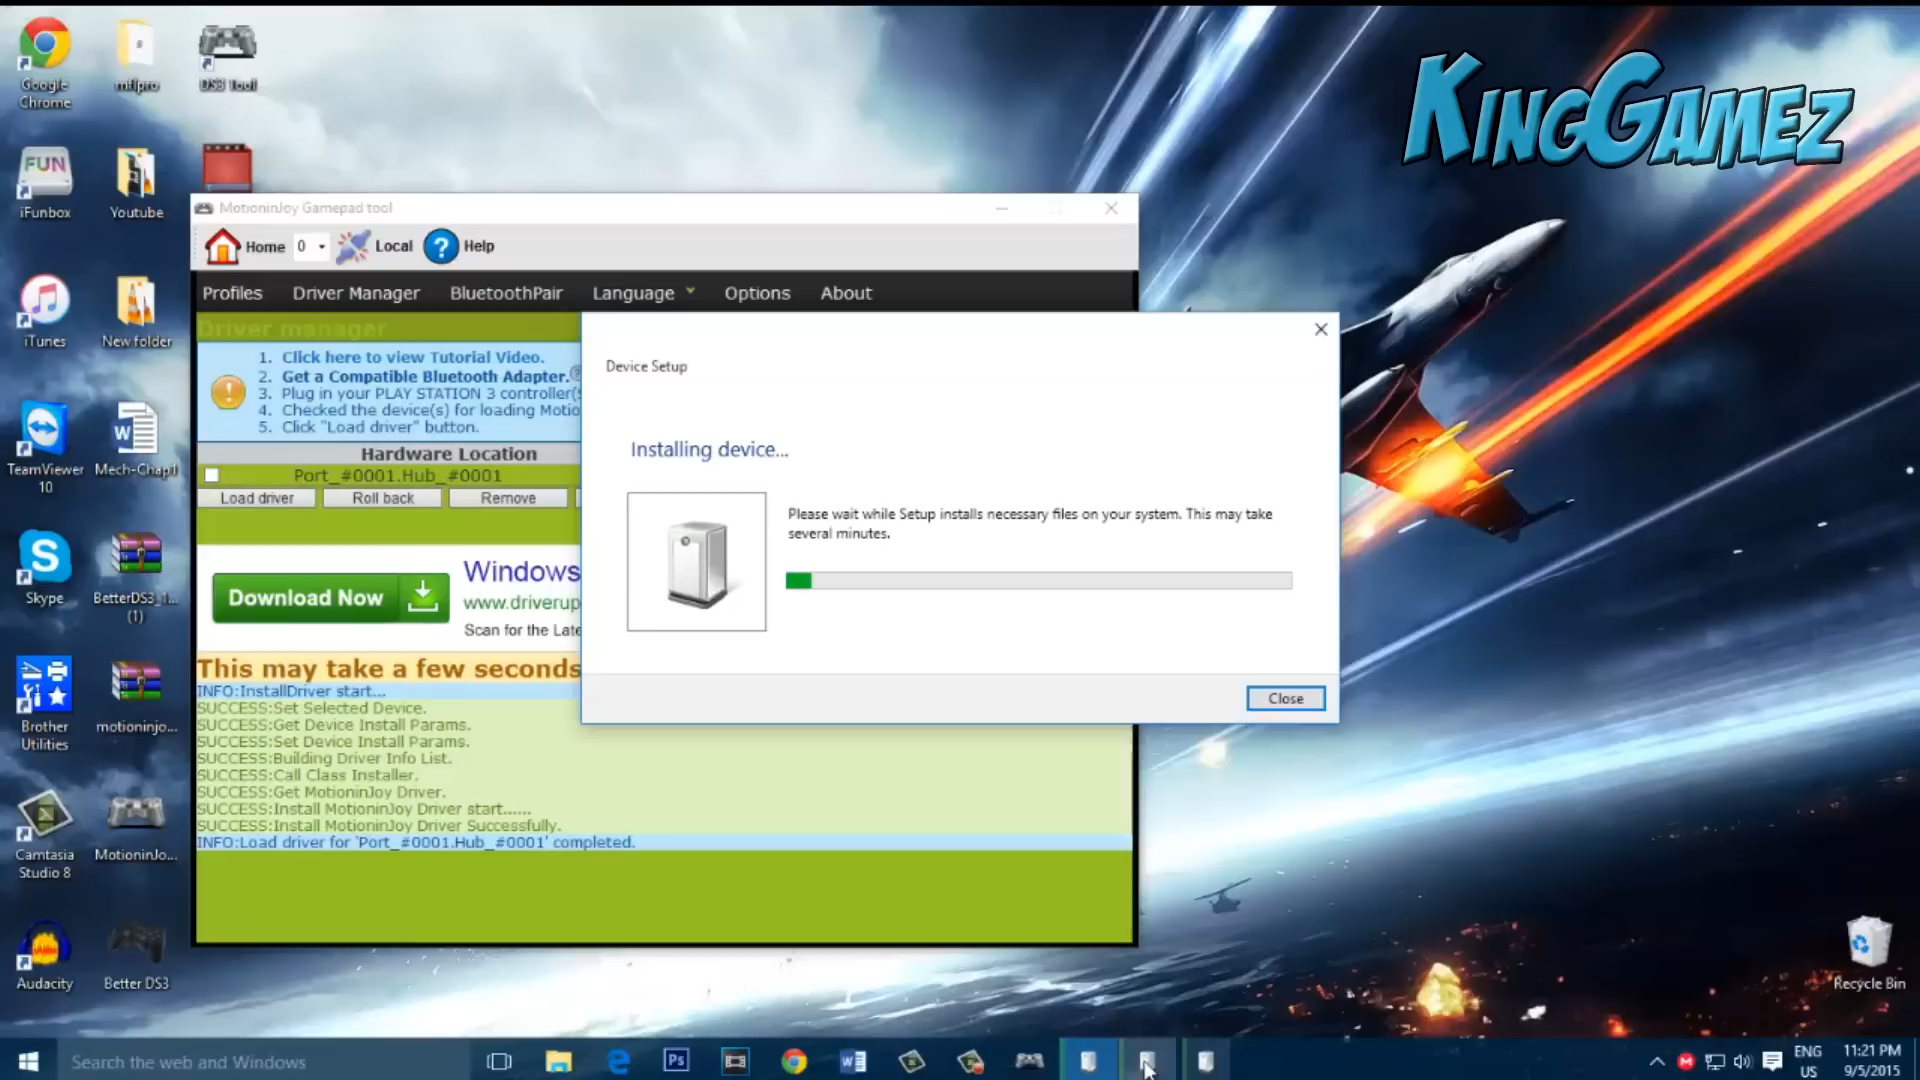 KINGGAMEZ
Google
Chrome
mflpro
DS3 Tool
FUN
iFunbox
Youtube
iTunes
New folder
TeamViewer
10
W
Mech-Chap1
S
Skype
BetterDS3_1...
(1)
Brother
Utilities
motioninjo...
Camtasia
Studio 8
MotioninJo...
Audacity
Better DS3
Recycle Bin
MotioninJoy Gamepad tool
Home 0 Local ? Help
Profiles Driver Manager BluetoothPair Language Options About
Driver manager
1. Click here to view Tutorial Video.
2. Get a Compatible Bluetooth Adapter.
3. Plug in your PLAY STATION 3 controller(
4. Checked the device(s) for loading Motio
5. Click "Load driver" button.
Hardware Location
Port_#0001.Hub_#0001
Load driver Roll back Remove
Download Now
Windows
www.driverup
Scan for the Late
This may take a few seconds
INFO:InstallDriver start...
SUCCESS:Set Selected Device.
SUCCESS:Get Device Install Params.
SUCCESS:Set Device Install Params.
SUCCESS:Building Driver Info List.
SUCCESS:Call Class Installer.
SUCCESS:Get MotioninJoy Driver.
SUCCESS:Install MotioninJoy Driver start......
SUCCESS:Install MotioninJoy Driver Successfully.
INFO:Load driver for 'Port_#0001.Hub_#0001' completed.
Device Setup
Installing device...
Please wait while Setup installs necessary files on your system. This may take
several minutes.
Close
Search the web and Windows
Ps
W
M
ENG
US
11:21 PM
9/5/2015